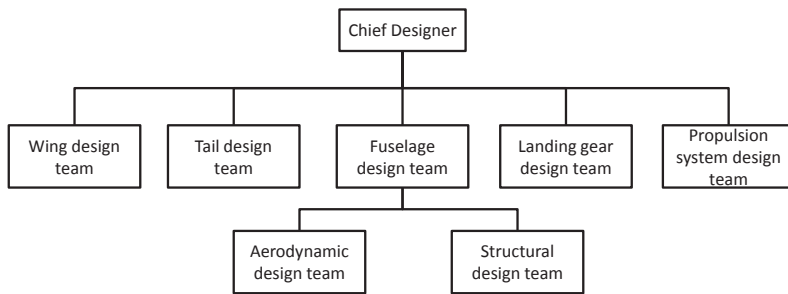 Chief Designer
Wing design
team
Tail design
team
Fuselage
design team
Landing gear
design team
Propulsion
system design
team
Aerodynamic
design team
Structural
design team